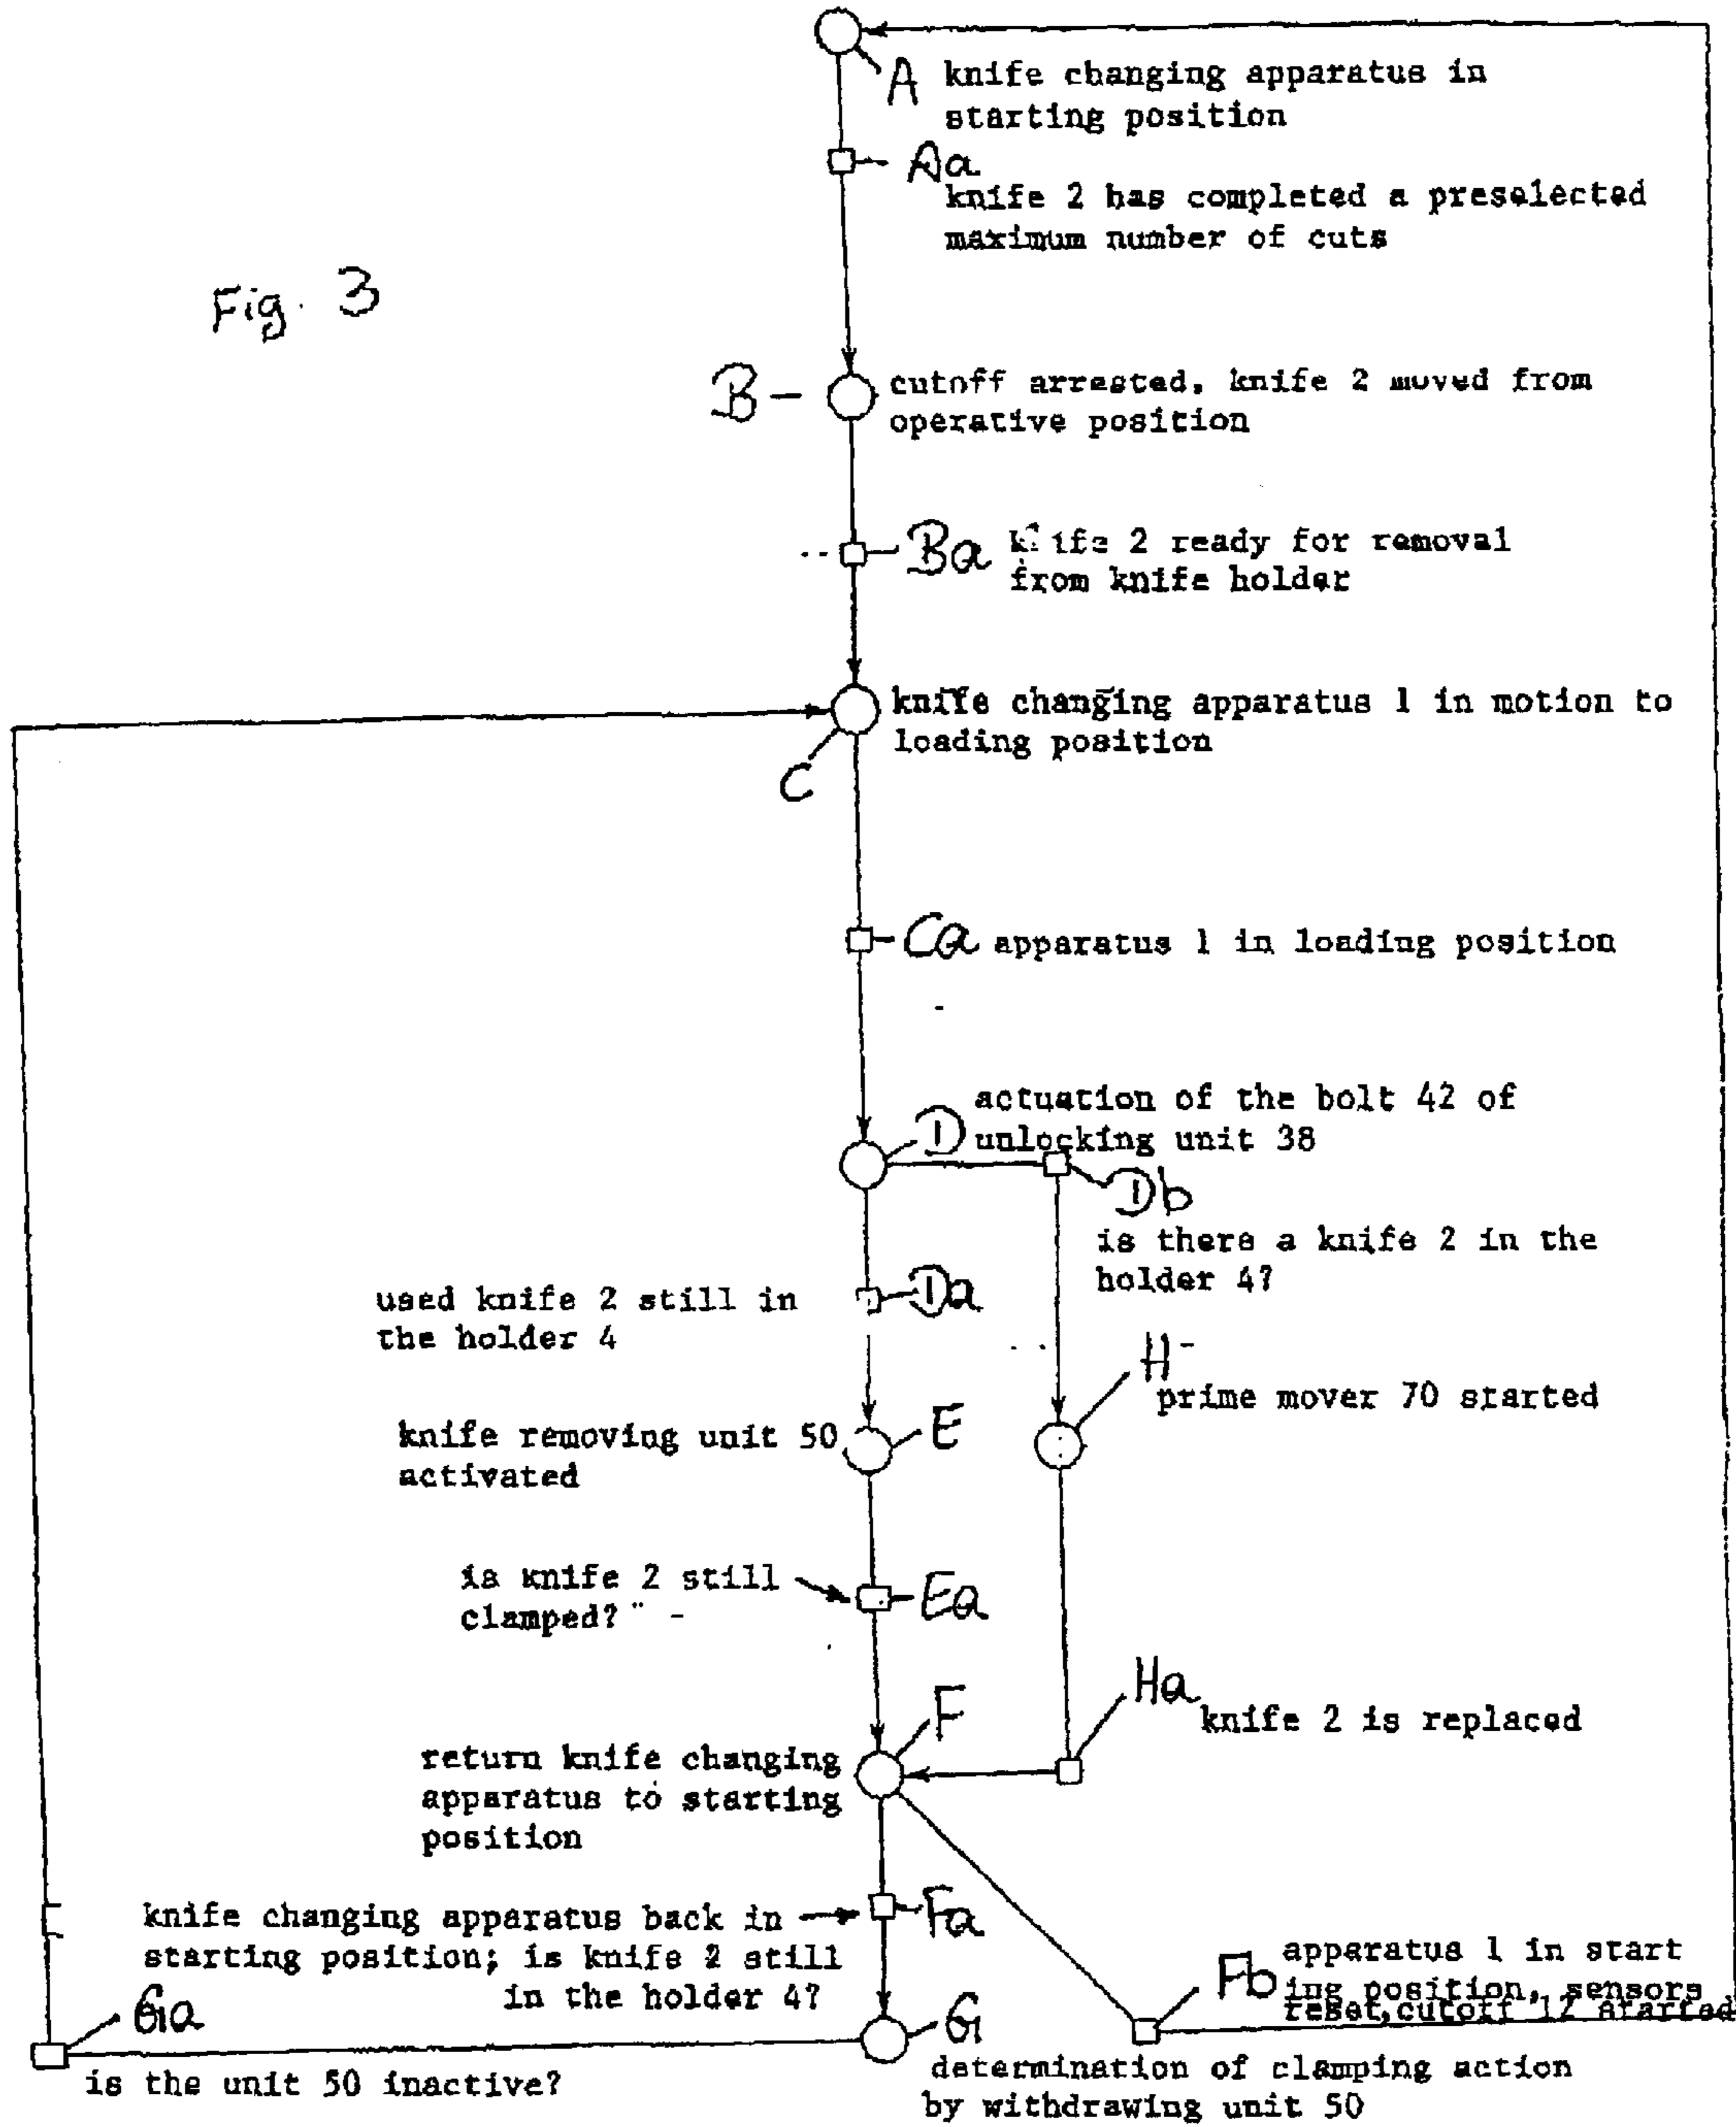 A knife changing apparatus in
starting position
Aa
knife 2 has completed a preselected
maximum number of cuts
Fig. 3
B
cutoff arrested, knife 2 moved from
operative position
Ba knife 2 ready for removal
from knife holder
knife changing apparatus 1 in motion to
loading position
C
Ca apparatus 1 in loading position
actuation of the bolt 42 of
D unlocking unit 38
Db
is there a knife 2 in the
holder 4?
used knife 2 still in
the holder 4
Da
H
prime mover 70 started
knife removing unit 50
activated
E
is knife 2 still
clamped?
Ea
Ha
knife 2 is replaced
F
return knife changing
apparatus to starting
position
knife changing apparatus back in
starting position; is knife 2 still
in the holder 4?
Fa
Fb
apparatus 1 in start
ing position, sensors
reset, cutoff 12 started
Ga
is the unit 50 inactive?
G
determination of clamping action
by withdrawing unit 50